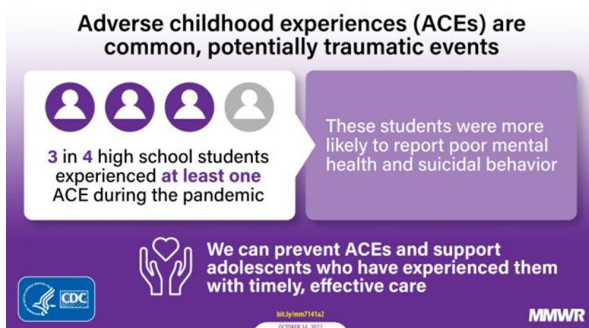 Adverse childhood experiences (ACEs) are
common, potentially traumatic events
3 in 4 high school students
experienced at least one
ACE during the pandemic
These students were more
likely to report poor mental
health and suicidal behavior
We can prevent ACEs and support
adolescents who have experienced them
with timely, effective care
CDC
bit.ly/mm7141a2
OCTOBER 14, 2022
MMWR